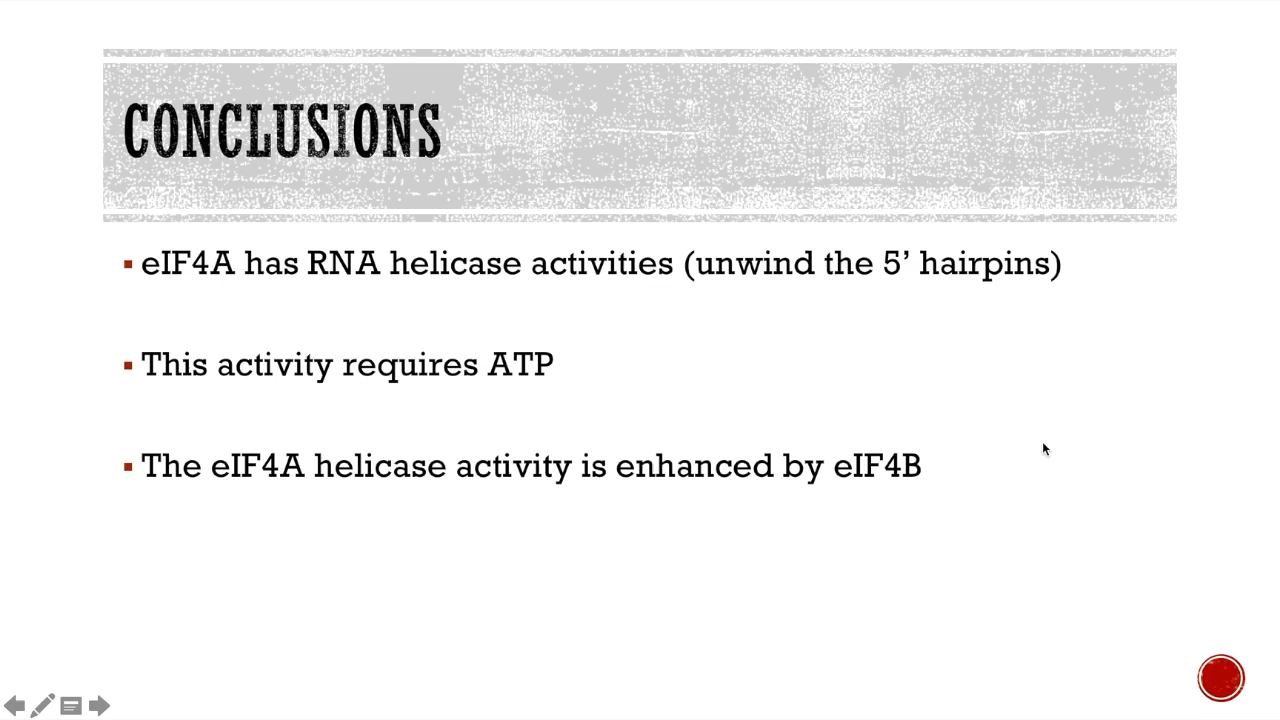 CONCLUSIONS
▪ eIF4A has RNA helicase activities (unwind the 5’ hairpins)
▪ This activity requires ATP
▪ The eIF4A helicase activity is enhanced by eIF4B